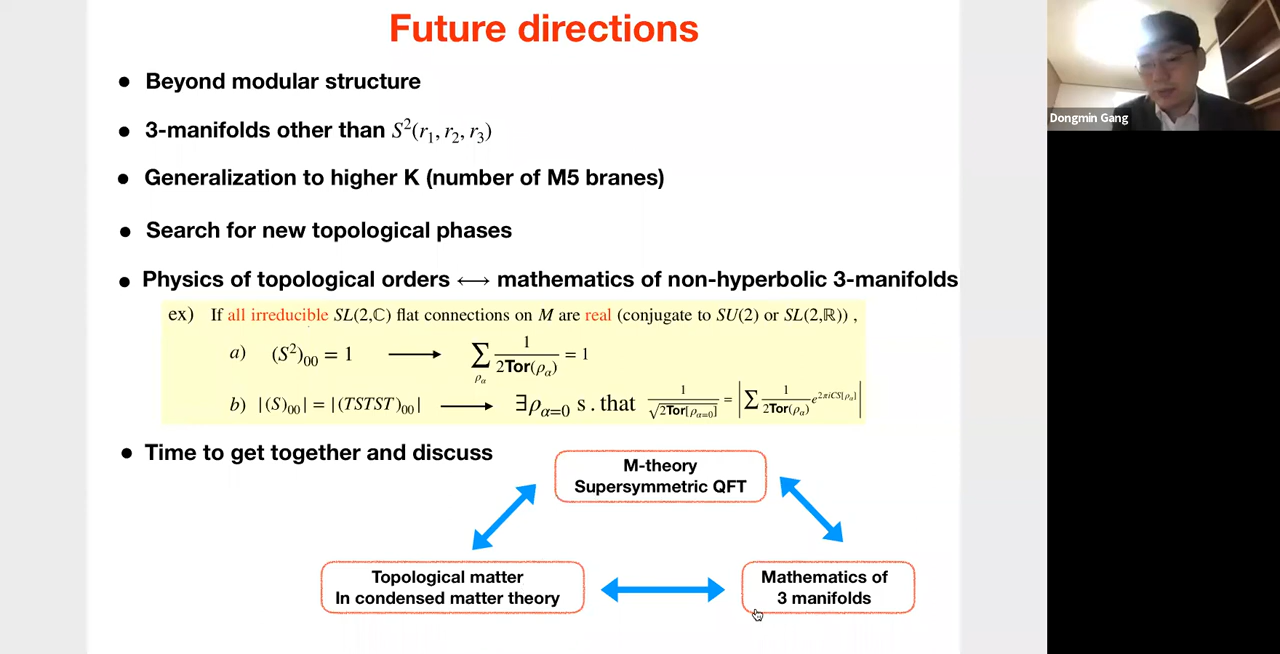 Future directions
Dongmin Gang
• Beyond modular structure
• 3-manifolds other than S²(r₁, r₂, r₃)
• Generalization to higher K (number of M5 branes)
• Search for new topological phases
• Physics of topological orders ⟷ mathematics of non-hyperbolic 3-manifolds
ex) If all irreducible SL(2,ℂ) flat connections on M are real (conjugate to SU(2) or SL(2,ℝ)) ,
a) (S²)₀₀ = 1 ⟶ ∑_{ρ_α} 1/(2Tor(ρ_α)) = 1
b) |(S)₀₀| = |(TSTST)₀₀| ⟶ ∃ρ_{α=0} s . that 1/√(2Tor[ρ_{α=0}]) = |∑ 1/(2Tor(ρ_α)) e^{2πiCS[ρ_α]}|
• Time to get together and discuss
M-theory
Supersymmetric QFT
Topological matter
In condensed matter theory
Mathematics of
3 manifolds